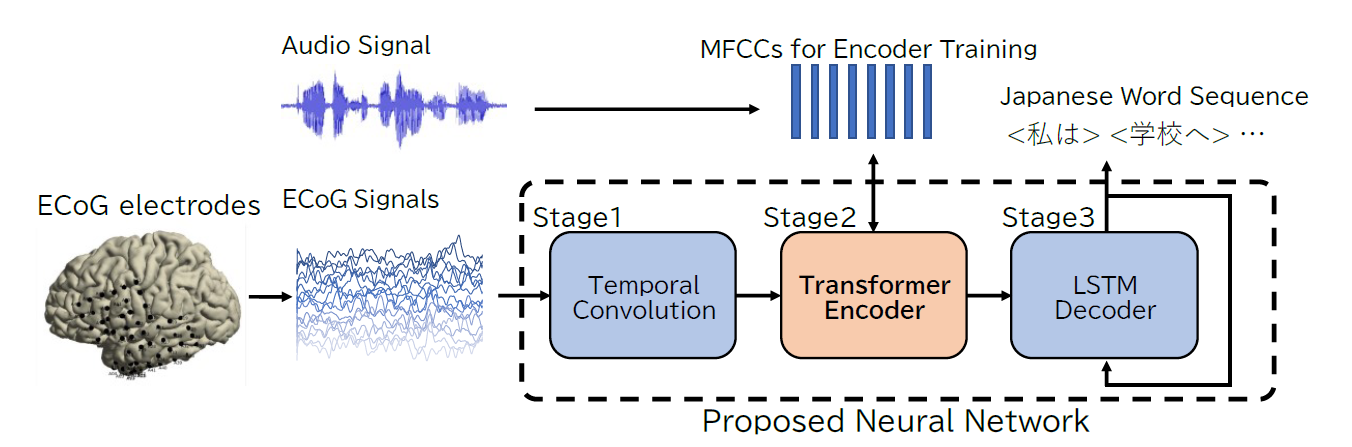 Audio Signal
MFCCs for Encoder Training
Japanese Word Sequence
<私は> <学校へ> …
ECoG electrodes
ECoG Signals
Stage1
Stage2
Stage3
Temporal
Convolution
Transformer
Encoder
LSTM
Decoder
Proposed Neural Network